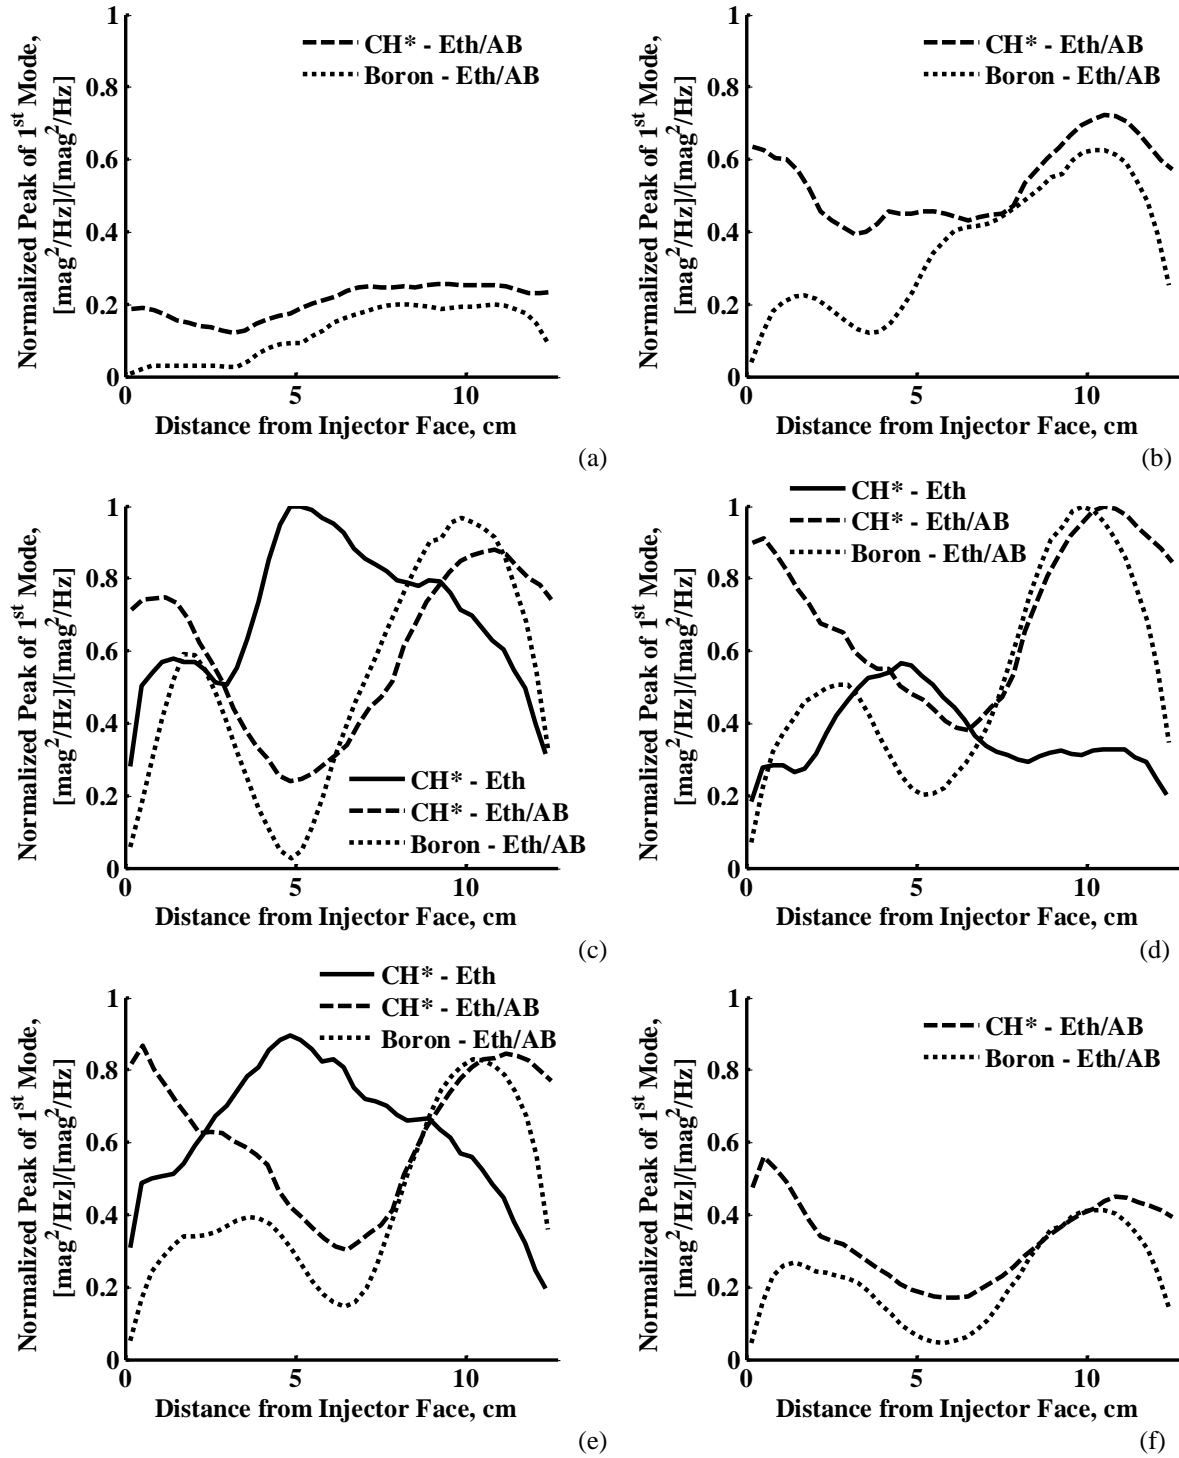 Normalized Peak of 1st Mode,
[mag2/Hz]/[mag2/Hz]
1
0.8
0.6
0.4
0.2
0
0 5 10
CH* - Eth/AB
Boron - Eth/AB
Distance from Injector Face, cm
(a)
Normalized Peak of 1st Mode,
[mag2/Hz]/[mag2/Hz]
1
0.8
0.6
0.4
0.2
0
0 5 10
CH* - Eth/AB
Boron - Eth/AB
Distance from Injector Face, cm
(b)
Normalized Peak of 1st Mode,
[mag2/Hz]/[mag2/Hz]
1
0.8
0.6
0.4
0.2
0
0 5 10
CH* - Eth
CH* - Eth/AB
Boron - Eth/AB
Distance from Injector Face, cm
(c)
Normalized Peak of 1st Mode,
[mag2/Hz]/[mag2/Hz]
1
0.8
0.6
0.4
0.2
0
0 5 10
CH* - Eth
CH* - Eth/AB
Boron - Eth/AB
Distance from Injector Face, cm
(d)
Normalized Peak of 1st Mode,
[mag2/Hz]/[mag2/Hz]
1
0.8
0.6
0.4
0.2
0
0 5 10
CH* - Eth
CH* - Eth/AB
Boron - Eth/AB
Distance from Injector Face, cm
(e)
Normalized Peak of 1st Mode,
[mag2/Hz]/[mag2/Hz]
1
0.8
0.6
0.4
0.2
0
0 5 10
CH* - Eth/AB
Boron - Eth/AB
Distance from Injector Face, cm
(f)